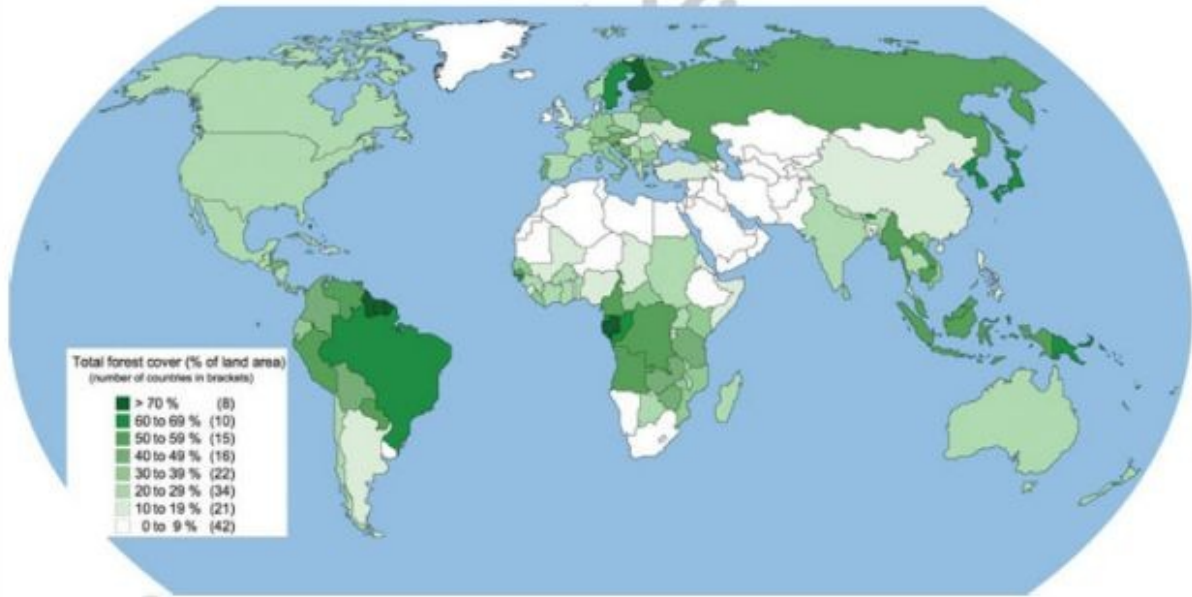 Total forest cover (% of land area)
(number of countries in brackets)
> 70 % (8)
60 to 69 % (10)
50 to 59 % (15)
40 to 49 % (16)
30 to 39 % (22)
20 to 29 % (34)
10 to 19 % (21)
0 to 9 % (42)